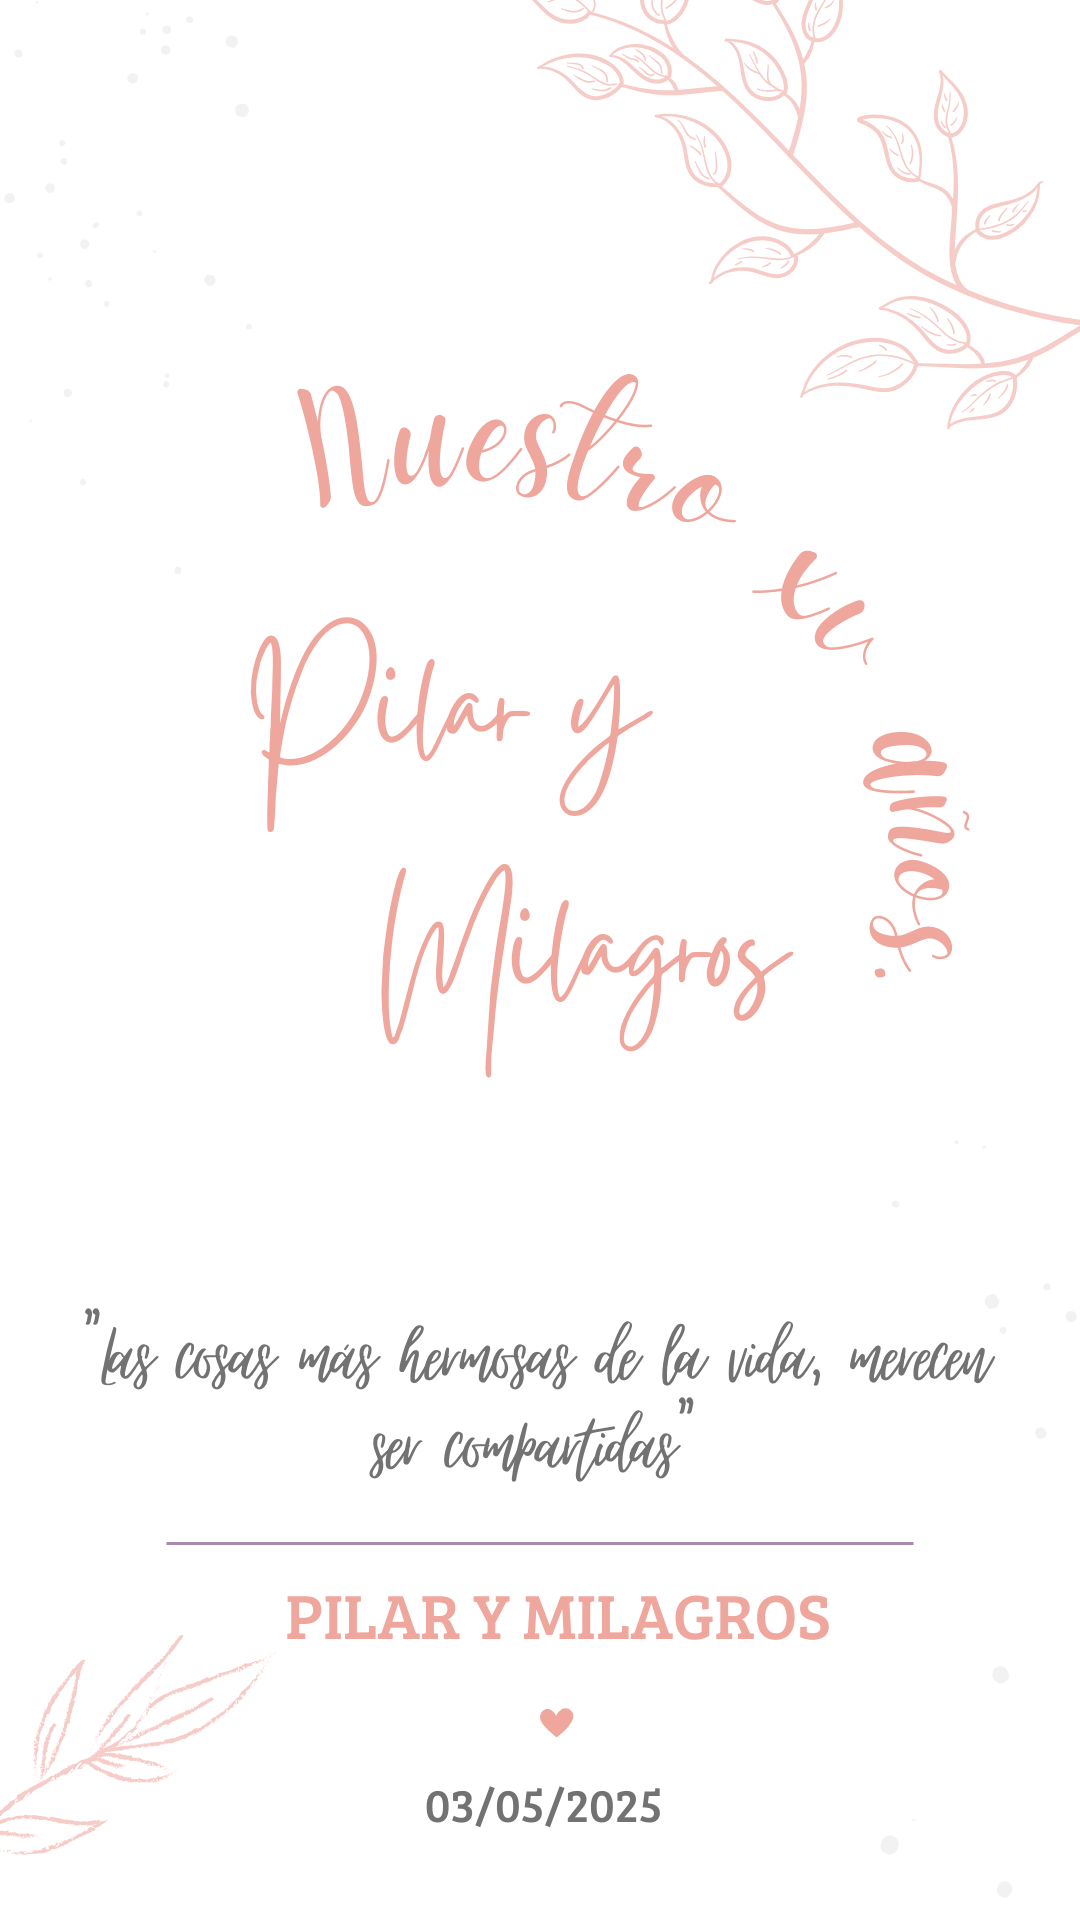 Nuestro xv años.
Pilar y
Milagros
"Las cosas más hermosas de la vida, merecen
ser compartidas"
PILAR Y MILAGROS
03/05/2025